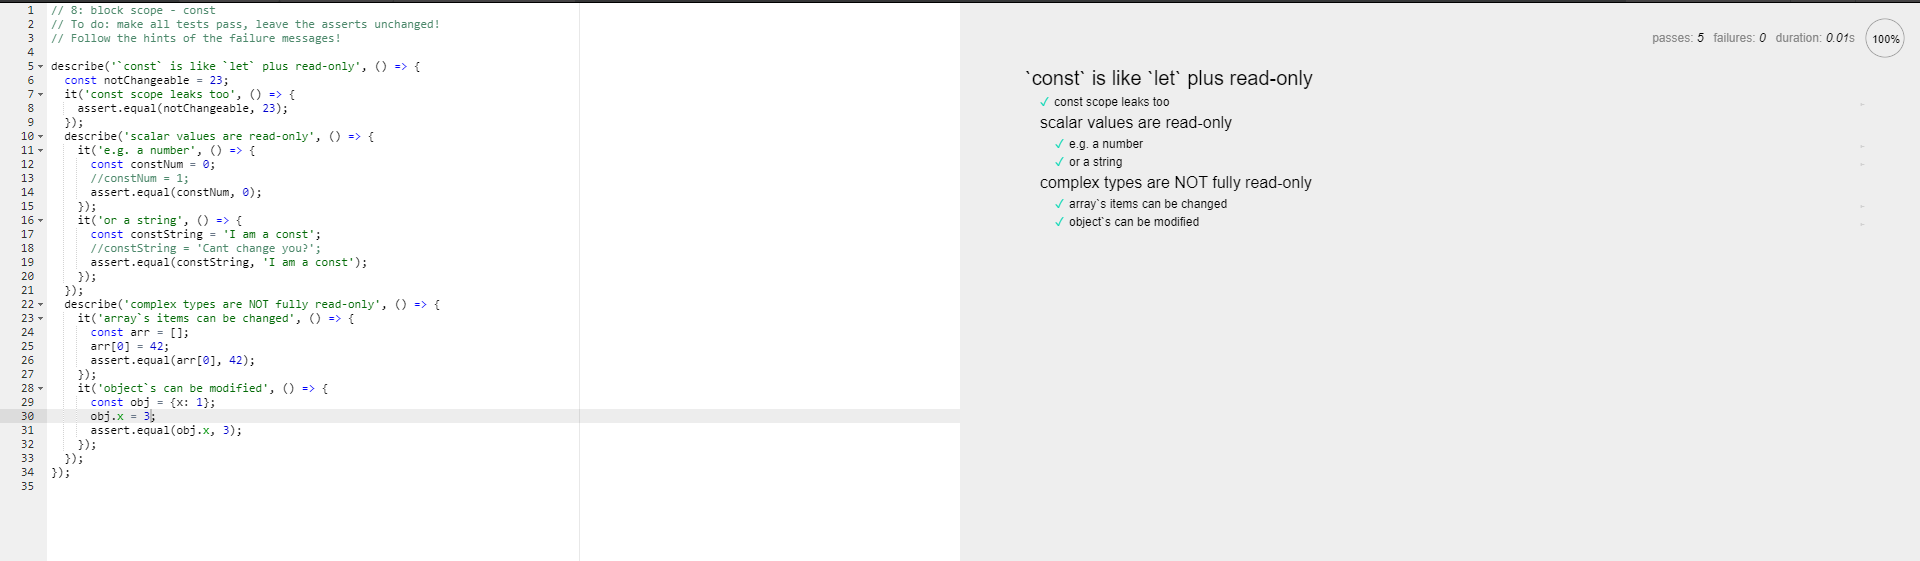 1 // 8: block scope - const
2 // To do: make all tests pass, leave the asserts unchanged!
3 // Follow the hints of the failure messages!
4
5 describe('`const` is like `let` plus read-only', () => {
6   const notChangeable = 23;
7   it('const scope leaks too', () => {
8     assert.equal(notChangeable, 23);
9   });
10   describe('scalar values are read-only', () => {
11     it('e.g. a number', () => {
12       const constNum = 0;
13       //constNum = 1;
14       assert.equal(constNum, 0);
15     });
16     it('or a string', () => {
17       const constString = 'I am a const';
18       //constString = 'Cant change you?';
19       assert.equal(constString, 'I am a const');
20     });
21   });
22   describe('complex types are NOT fully read-only', () => {
23     it('array`s items can be changed', () => {
24       const arr = [];
25       arr[0] = 42;
26       assert.equal(arr[0], 42);
27     });
28     it('object`s can be modified', () => {
29       const obj = {x: 1};
30       obj.x = 3;
31       assert.equal(obj.x, 3);
32     });
33   });
34 });
35
passes: 5 failures: 0 duration: 0.01s 100%
`const` is like `let` plus read-only
✓ const scope leaks too
scalar values are read-only
✓ e.g. a number
✓ or a string
complex types are NOT fully read-only
✓ array`s items can be changed
✓ object`s can be modified